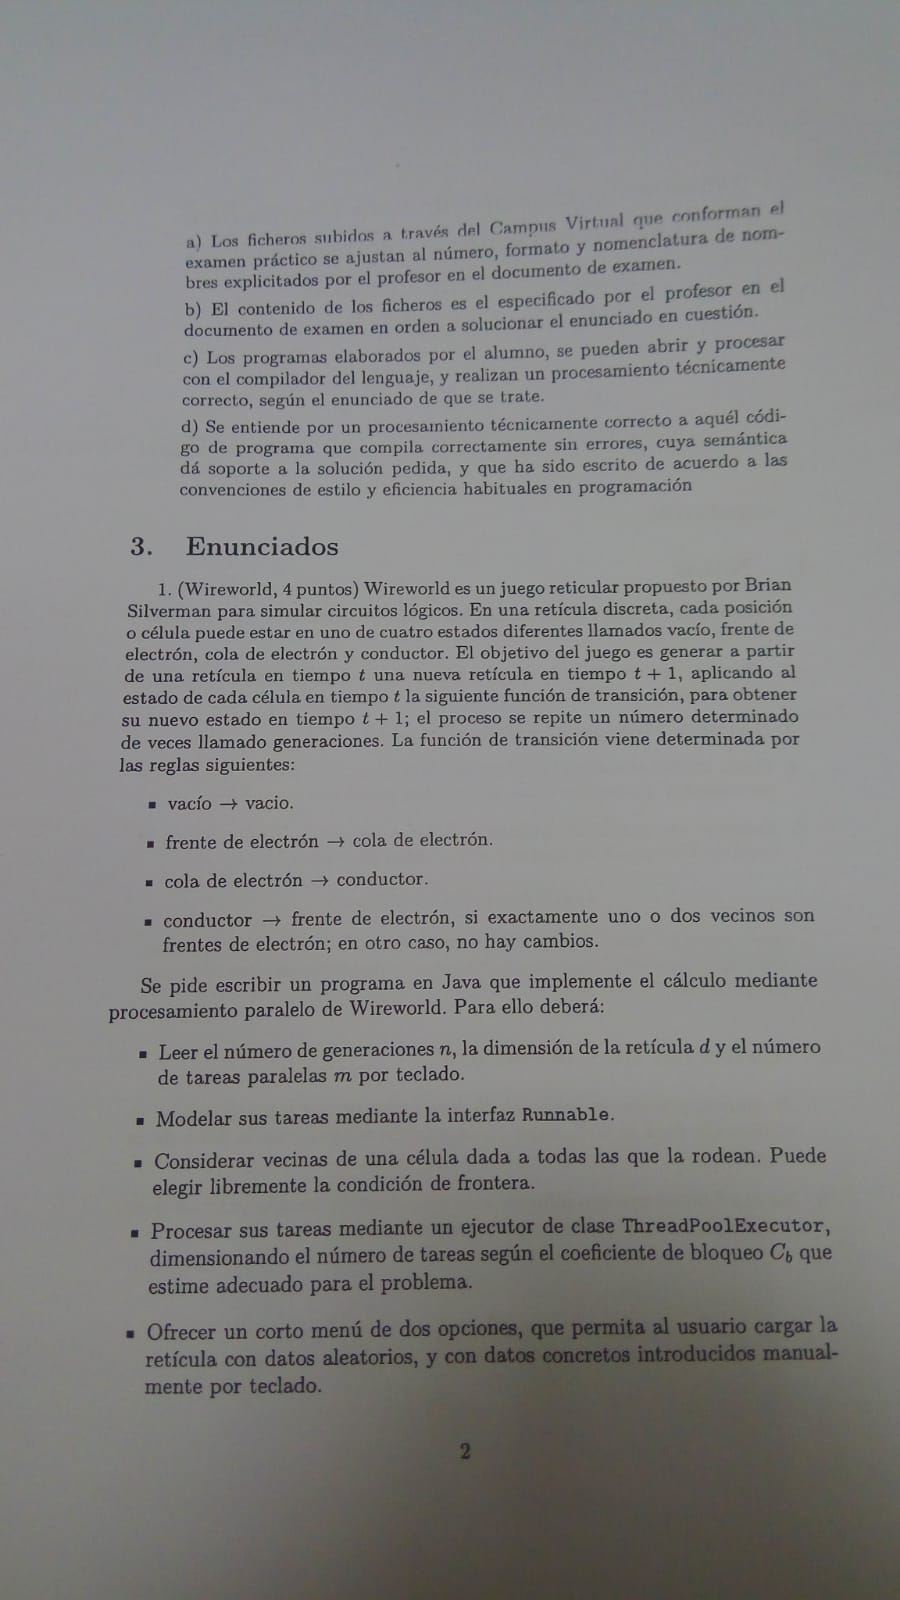 a) Los ficheros subidos a través del Campus Virtual que conforman el
examen práctico se ajustan al número, formato y nomenclatura de nom-
bres explicitados por el profesor en el documento de examen.
b) El contenido de los ficheros es el especificado por el profesor en el
documento de examen en orden a solucionar el enunciado en cuestión.
c) Los programas elaborados por el alumno, se pueden abrir y procesar
con el compilador del lenguaje, y realizan un procesamiento técnicamente
correcto, según el enunciado de que se trate.
d) Se entiende por un procesamiento técnicamente correcto a aquél códi-
go de programa que compila correctamente sin errores, cuya semántica
dá soporte a la solución pedida, y que ha sido escrito de acuerdo a las
convenciones de estilo y eficiencia habituales en programación
3. Enunciados
1. (Wireworld, 4 puntos) Wireworld es un juego reticular propuesto por Brian
Silverman para simular circuitos lógicos. En una retícula discreta, cada posición
o célula puede estar en uno de cuatro estados diferentes llamados vacío, frente de
electrón, cola de electrón y conductor. El objetivo del juego es generar a partir
de una retícula en tiempo t una nueva retícula en tiempo t + 1, aplicando al
estado de cada célula en tiempo t la siguiente función de transición, para obtener
su nuevo estado en tiempo t + 1; el proceso se repite un número determinado
de veces llamado generaciones. La función de transición viene determinada por
las reglas siguientes:
▪ vacío → vacio.
▪ frente de electrón → cola de electrón.
▪ cola de electrón → conductor.
▪ conductor → frente de electrón, si exactamente uno o dos vecinos son
frentes de electrón; en otro caso, no hay cambios.
Se pide escribir un programa en Java que implemente el cálculo mediante
procesamiento paralelo de Wireworld. Para ello deberá:
▪ Leer el número de generaciones n, la dimensión de la retícula d y el número
de tareas paralelas m por teclado.
▪ Modelar sus tareas mediante la interfaz Runnable.
▪ Considerar vecinas de una célula dada a todas las que la rodean. Puede
elegir libremente la condición de frontera.
▪ Procesar sus tareas mediante un ejecutor de clase ThreadPoolExecutor,
dimensionando el número de tareas según el coeficiente de bloqueo C_b que
estime adecuado para el problema.
▪ Ofrecer un corto menú de dos opciones, que permita al usuario cargar la
retícula con datos aleatorios, y con datos concretos introducidos manual-
mente por teclado.
2